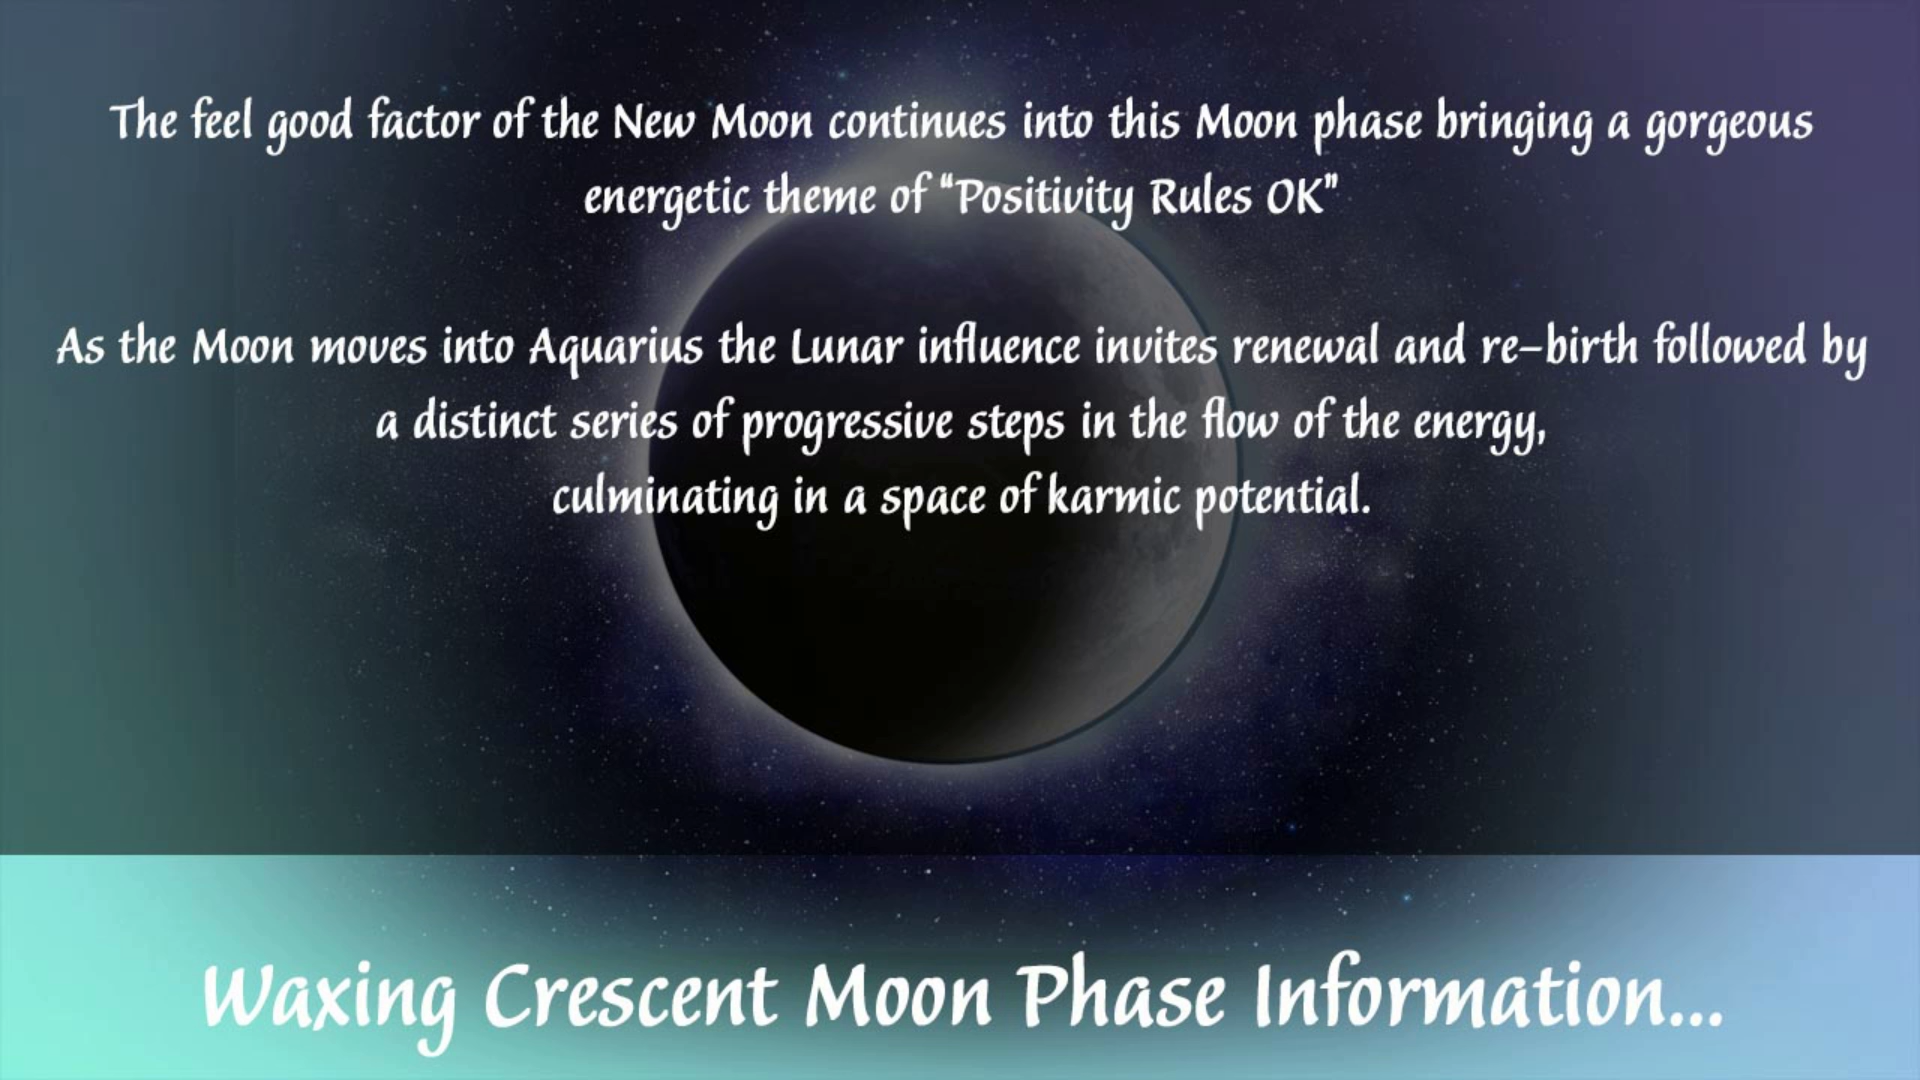 The feel good factor of the New Moon continues into this Moon phase bringing a gorgeous
energetic theme of “Positivity Rules OK”
As the Moon moves into Aquarius the Lunar influence invites renewal and re–birth followed by
a distinct series of progressive steps in the flow of the energy,
culminating in a space of karmic potential.
Waxing Crescent Moon Phase Information...